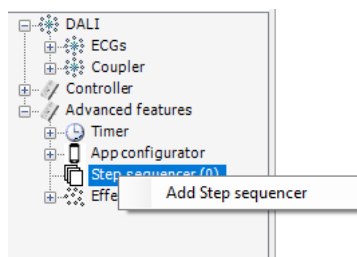 DALI
ECGs
Coupler
Controller
Advanced features
Timer
App configurator
Step sequencer (0)
Add Step sequencer